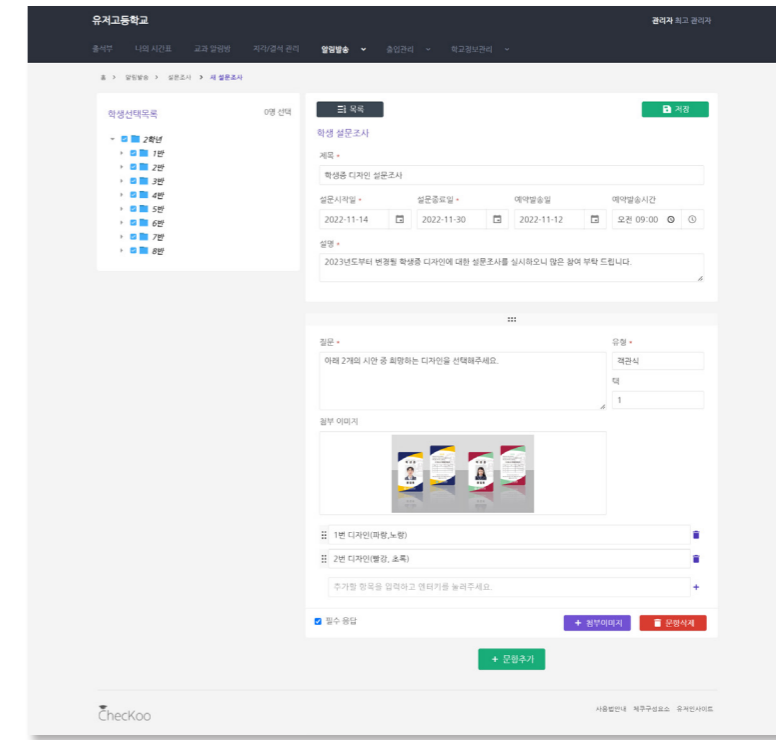 유저고등학교
관리자 최고 관리자
출석부 나의 시간표 교과 알림방 지각/결석 관리 알림발송 출입관리 학교정보관리
홈 > 알림발송 > 설문조사 > 새 설문조사
학생선택목록 0명 선택
2학년
1반
2반
3반
4반
5반
6반
7반
8반
목록 저장
학생 설문조사
제목 *
학생증 디자인 설문조사
설문시작일 * 설문종료일 * 예약발송일 예약발송시간
2022-11-14 2022-11-30 2022-11-12 오전 09:00
설명 *
2023년도부터 변경될 학생증 디자인에 대한 설문조사를 실시하오니 많은 참여 부탁 드립니다.
질문 * 유형 *
아래 2개의 시안 중 희망하는 디자인을 선택해주세요. 객관식
택
1
첨부 이미지
1번 디자인(파랑,노랑)
2번 디자인(빨강, 초록)
추가할 항목을 입력하고 엔터키를 눌러주세요. +
필수 응답 + 첨부이미지 문항삭제
+ 문항추가
ChecKoo
사용법안내 체쿠구성요소 유저인사이트